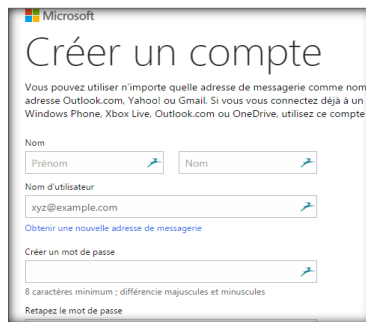 Microsoft
Créer un compte
Vous pouvez utiliser n'importe quelle adresse de messagerie comme nom
adresse Outlook.com, Yahoo! ou Gmail. Si vous vous connectez déjà à un
Windows Phone, Xbox Live, Outlook.com ou OneDrive, utilisez ce compte
Nom
Prénom Nom
Nom d'utilisateur
xyz@example.com
Obtenir une nouvelle adresse de messagerie
Créer un mot de passe
8 caractères minimum ; différencie majuscules et minuscules
Retapez le mot de passe